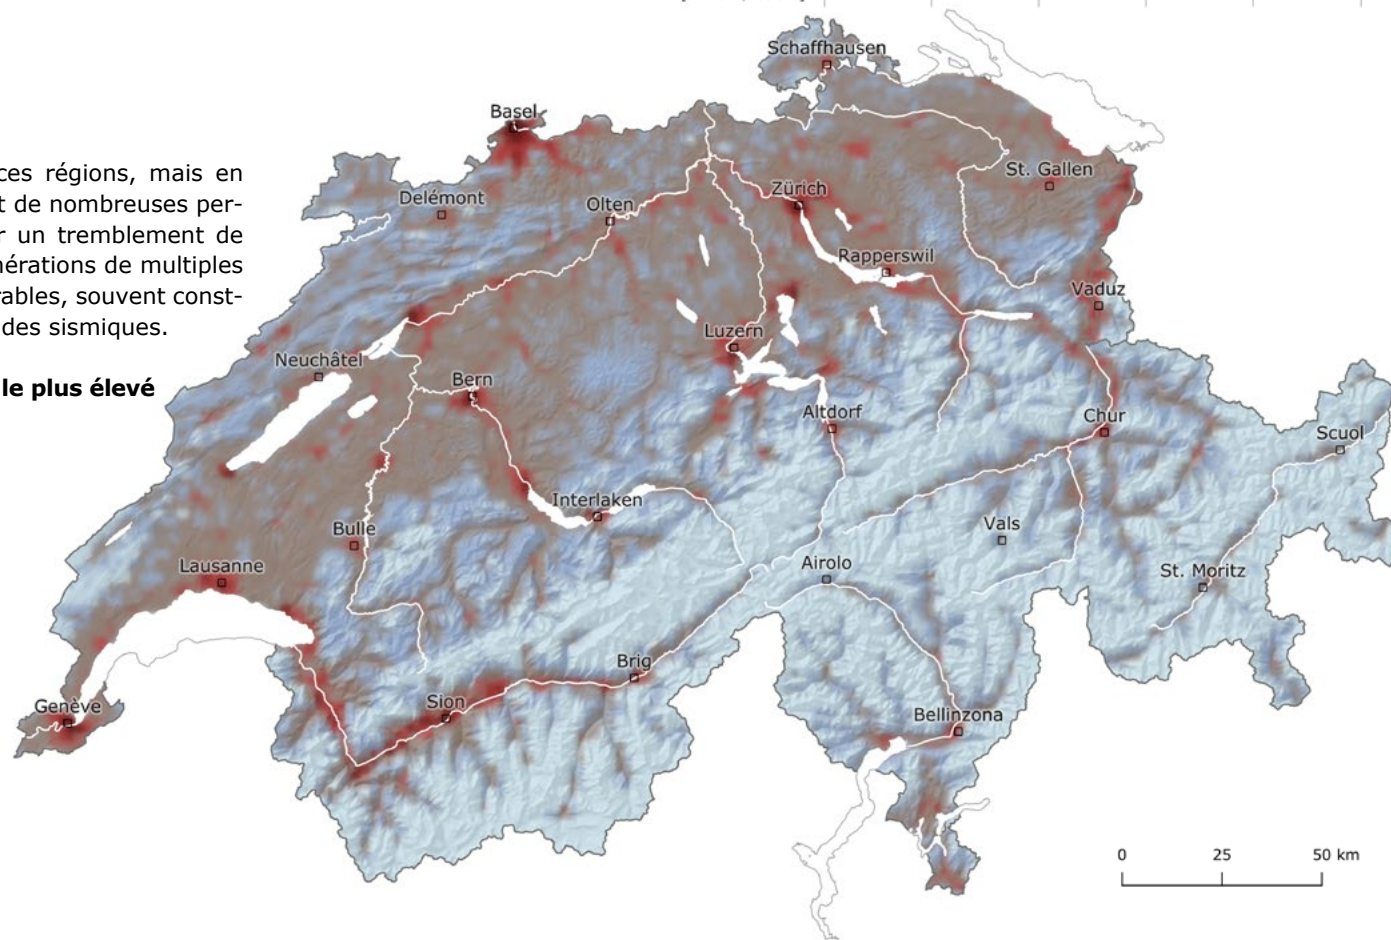 Schaffhausen
Basel
ces régions, mais en
t de nombreuses per-
r un tremblement de
nérations de multiples
rables, souvent const-
des sismiques.
le plus élevé
St. Gallen
Zürich
Delémont
Olten
Rapperswil
Vaduz
Luzern
Neuchâtel
Bern
Altdorf
Chur
Scuol
Interlaken
Vals
Bulle
Airolo
Lausanne
St. Moritz
Brig
Sion
Genève
Bellinzona
0 25 50 km